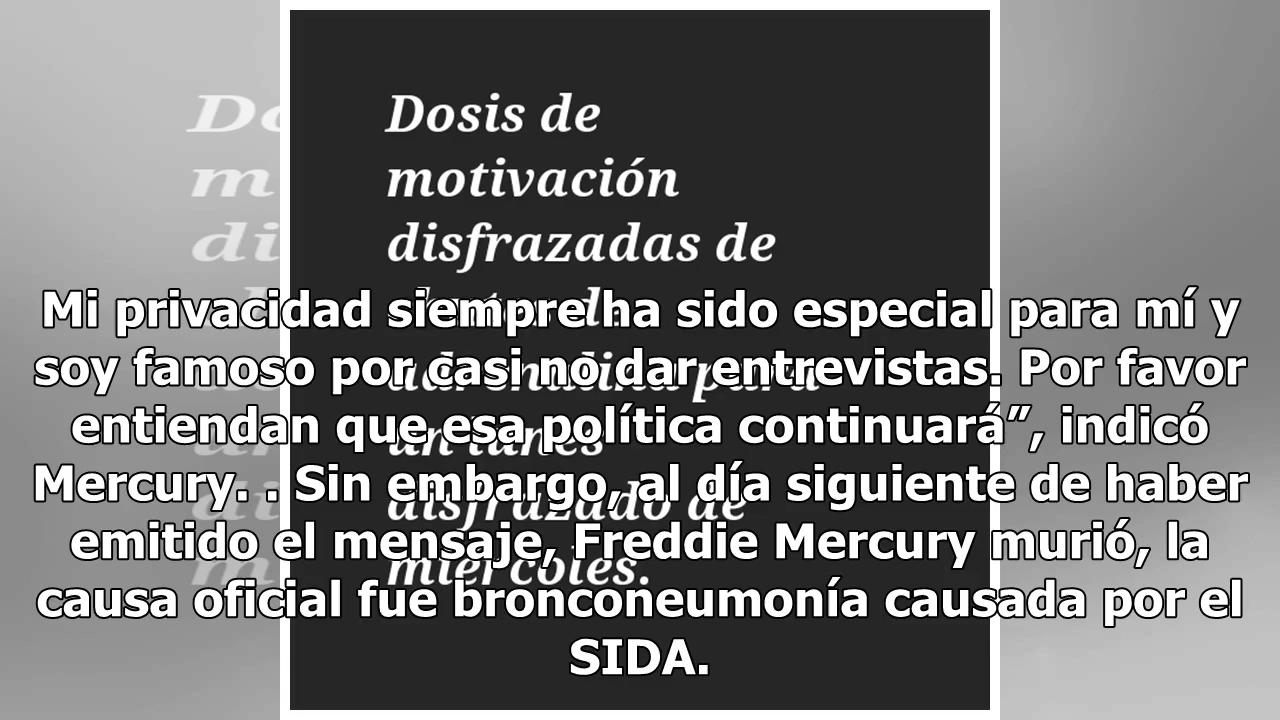 Dosis de
motivación
disfrazadas de
Mi privacidad siempre ha sido especial para mí y
soy famoso por casi no dar entrevistas. Por favor
entiendan que esa política continuará”, indicó
Mercury. . Sin embargo, al día siguiente de haber
emitido el mensaje, Freddie Mercury murió, la
causa oficial fue bronconeumonía causada por el
SIDA.
un lunes
disfrazado de
miércoles.